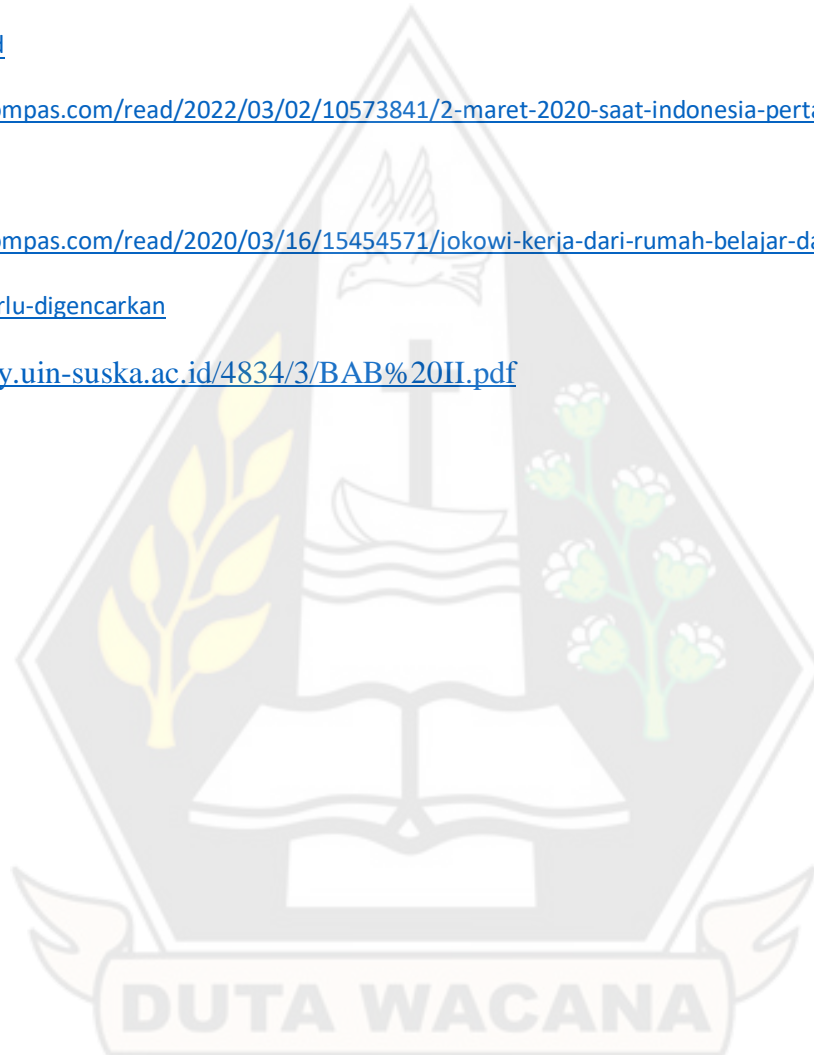 d
ompas.com/read/2022/03/02/10573841/2-maret-2020-saat-indonesia-perta
ompas.com/read/2020/03/16/15454571/jokowi-kerja-dari-rumah-belajar-da
rlu-digencarkan
y.uin-suska.ac.id/4834/3/BAB%20II.pdf
DUTA WACANA